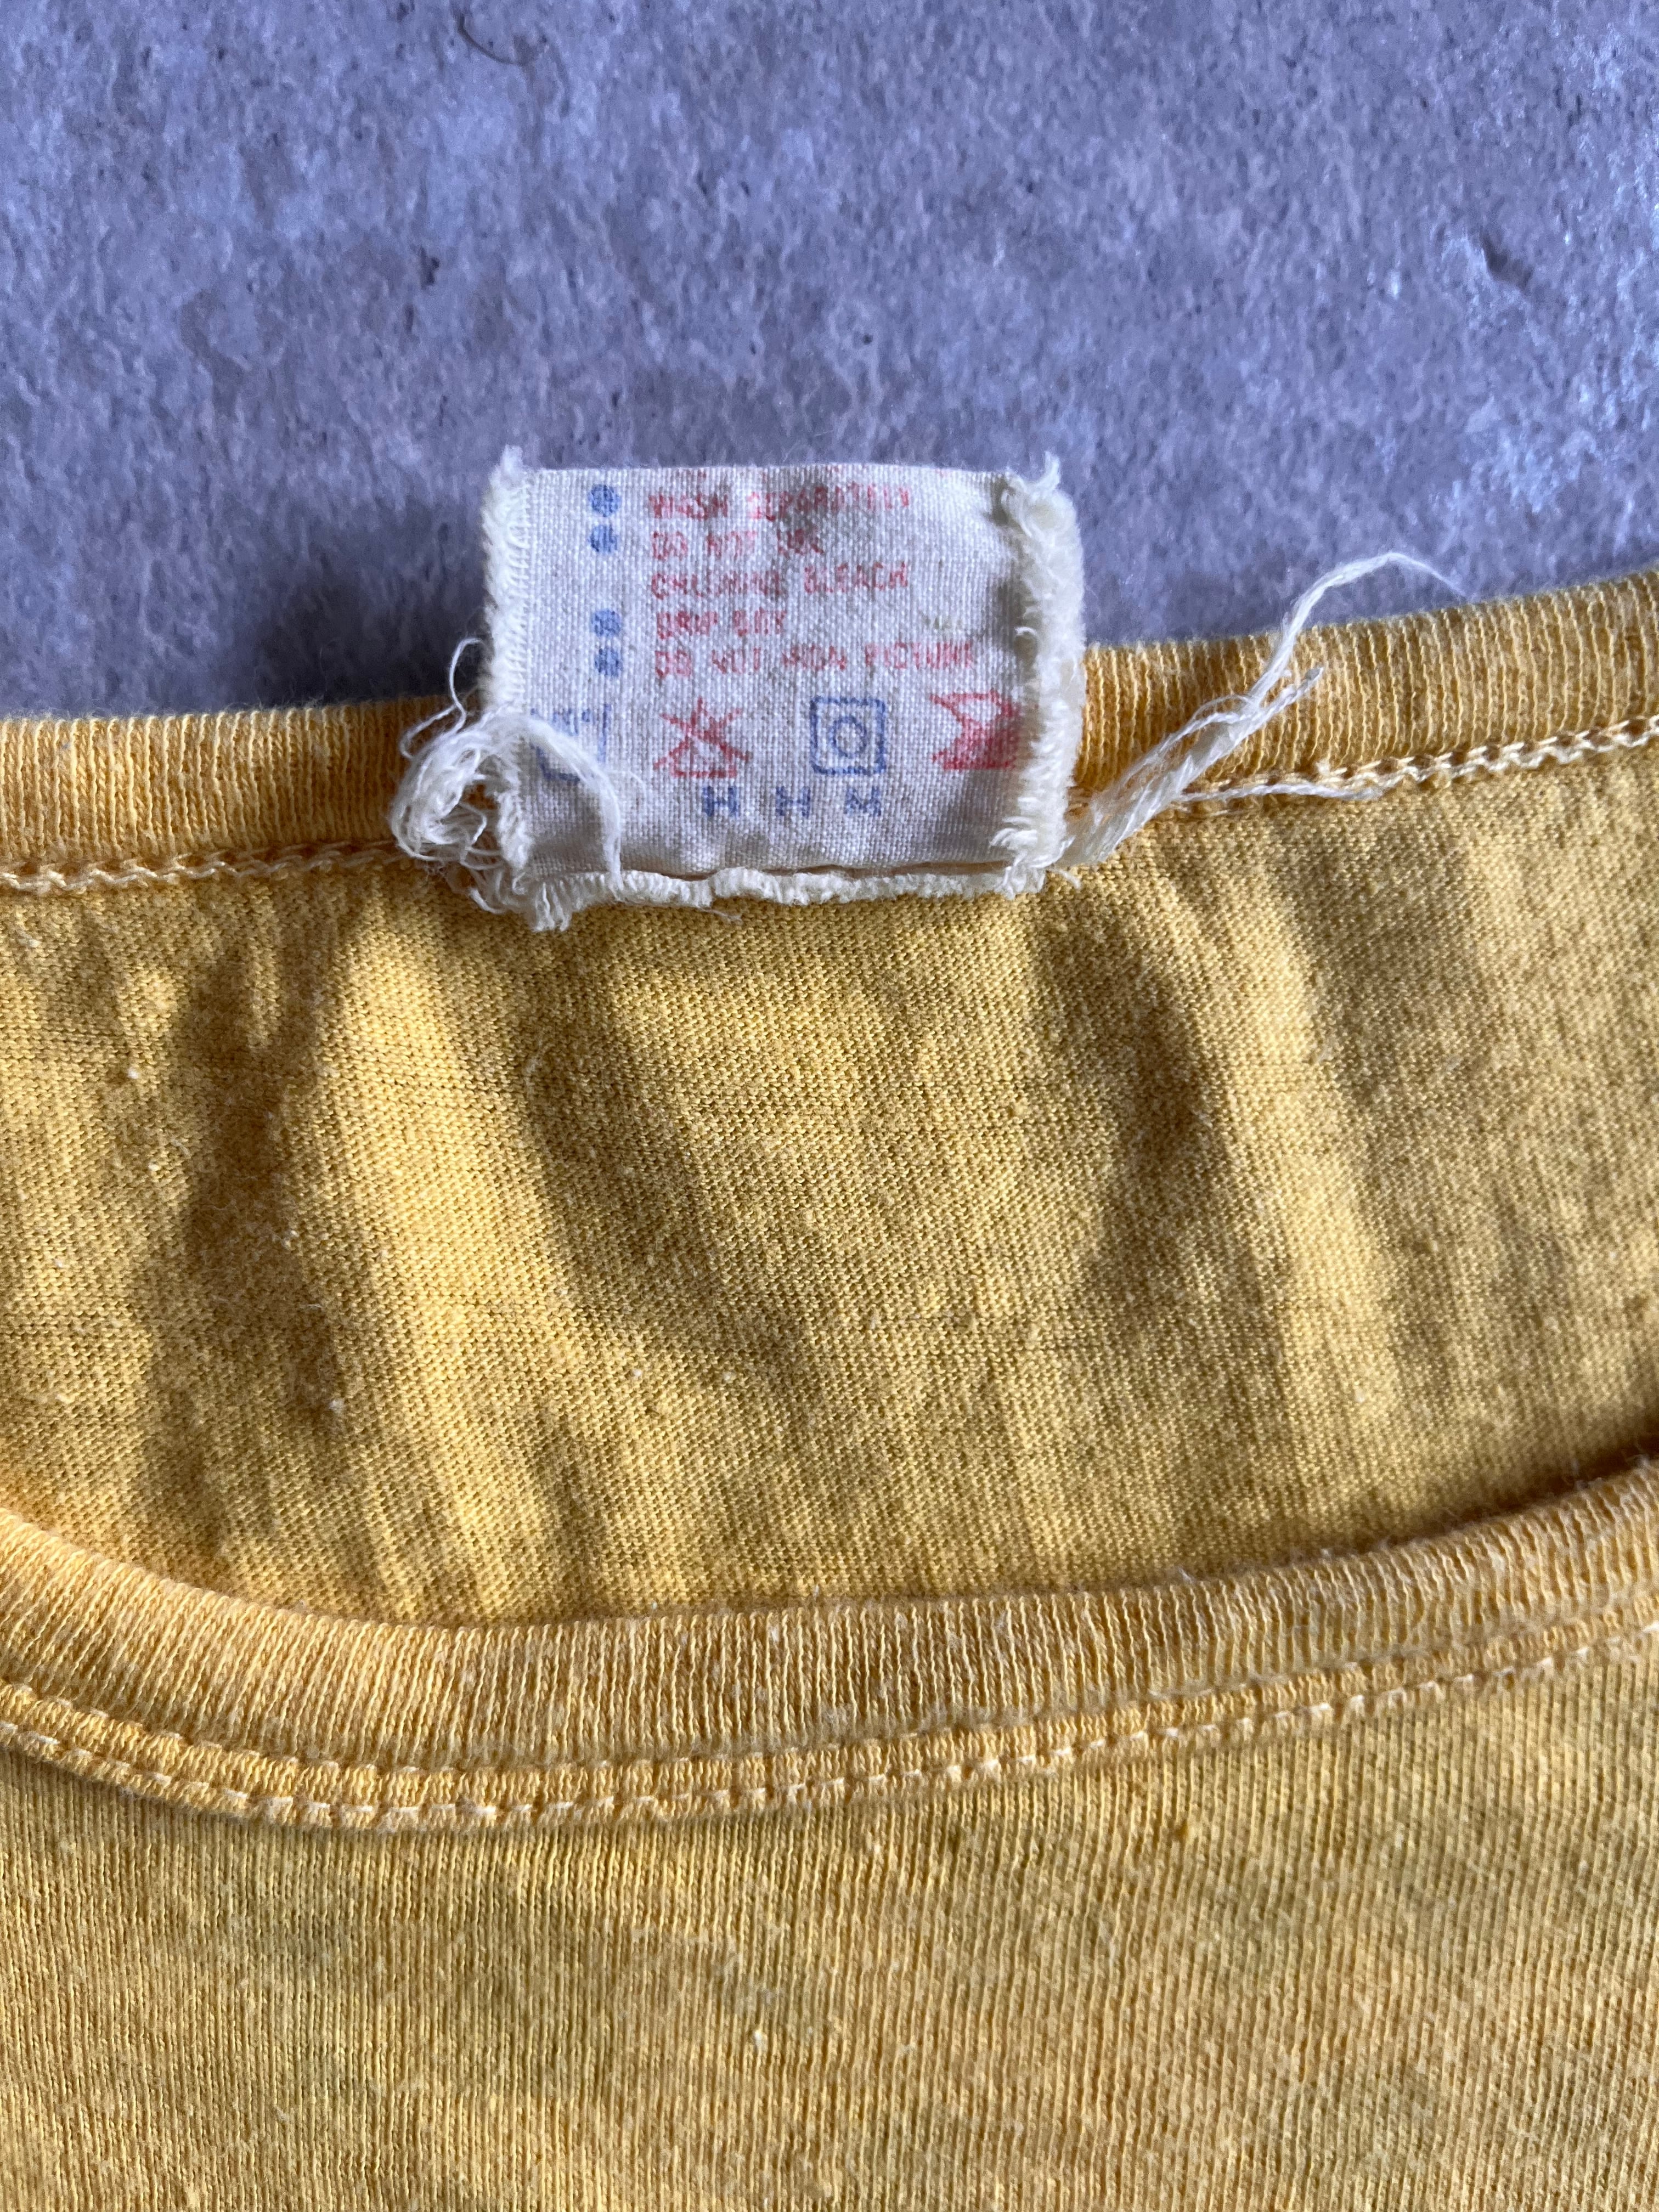 WASH SEPARATELY
DO NOT USE
CHLORINE BLEACH
DRIP DRY
DO NOT IRON PICTURE
H H M